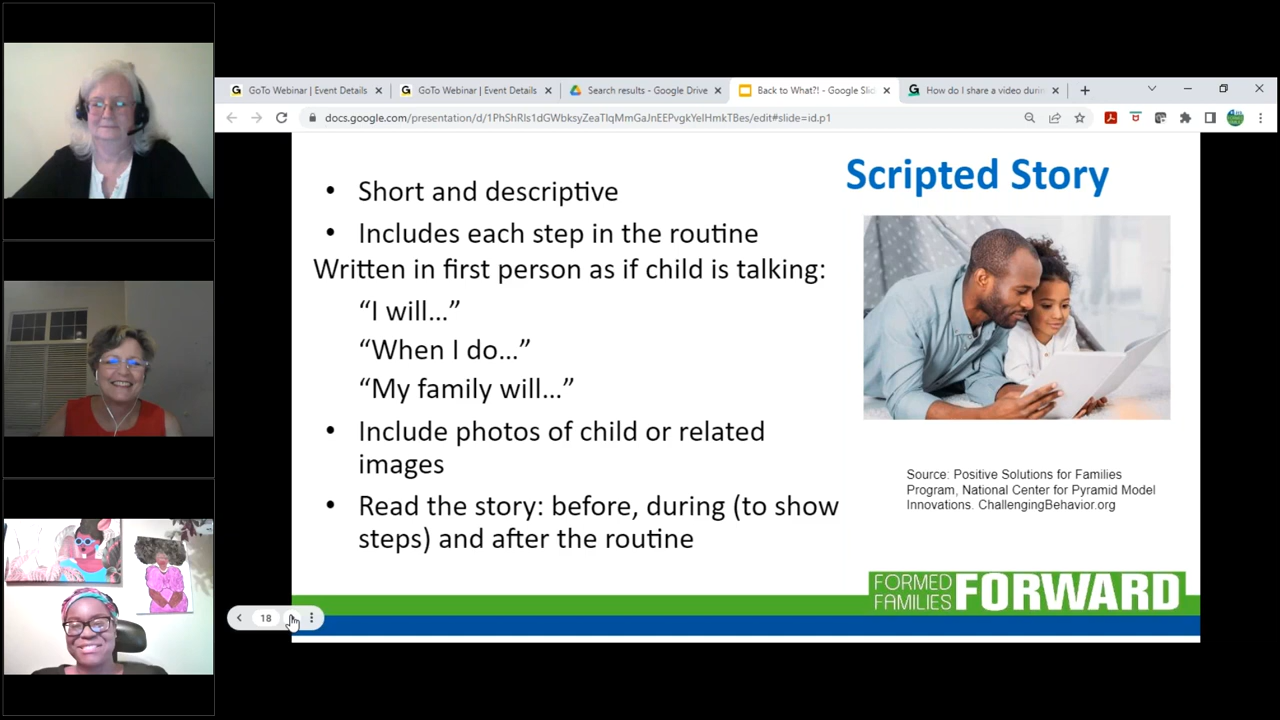 GoTo Webinar | Event Details
GoTo Webinar | Event Details
Search results - Google Drive
Back to What?! - Google Slid
How do I share a video durin
docs.google.com/presentation/d/1PhShRls1dGWbksyZeaTlqMmGaJnEEPvgkYelHmkTBes/edit#slide=id.p1
Scripted Story
• Short and descriptive
• Includes each step in the routine
Written in first person as if child is talking:
“I will...”
“When I do...”
“My family will...”
• Include photos of child or related
images
• Read the story: before, during (to show
steps) and after the routine
Source: Positive Solutions for Families
Program, National Center for Pyramid Model
Innovations. ChallengingBehavior.org
FORMED
FAMILIES
FORWARD
18